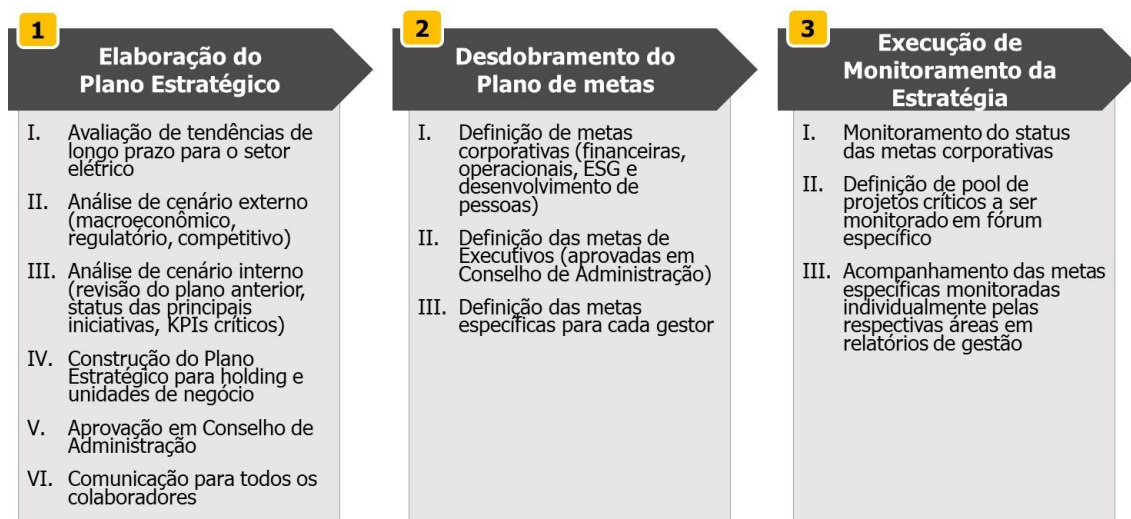 1
Elaboração do
Plano Estratégico
I. Avaliação de tendências de
longo prazo para o setor
elétrico
II. Análise de cenário externo
(macroeconômico,
regulatório, competitivo)
III. Análise de cenário interno
(revisão do plano anterior,
status das principais
iniciativas, KPIs críticos)
IV. Construção do Plano
Estratégico para holding e
unidades de negócio
V. Aprovação em Conselho de
Administração
VI. Comunicação para todos os
colaboradores
2
Desdobramento do
Plano de metas
I. Definição de metas
corporativas (financeiras,
operacionais, ESG e
desenvolvimento de
pessoas)
II. Definição das metas de
Executivos (aprovadas em
Conselho de Administração)
III. Definição das metas
específicas para cada gestor
3
Execução de
Monitoramento da
Estratégia
I. Monitoramento do status
das metas corporativas
II. Definição de pool de
projetos críticos a ser
monitorado em fórum
específico
III. Acompanhamento das metas
específicas monitoradas
individualmente pelas
respectivas áreas em
relatórios de gestão